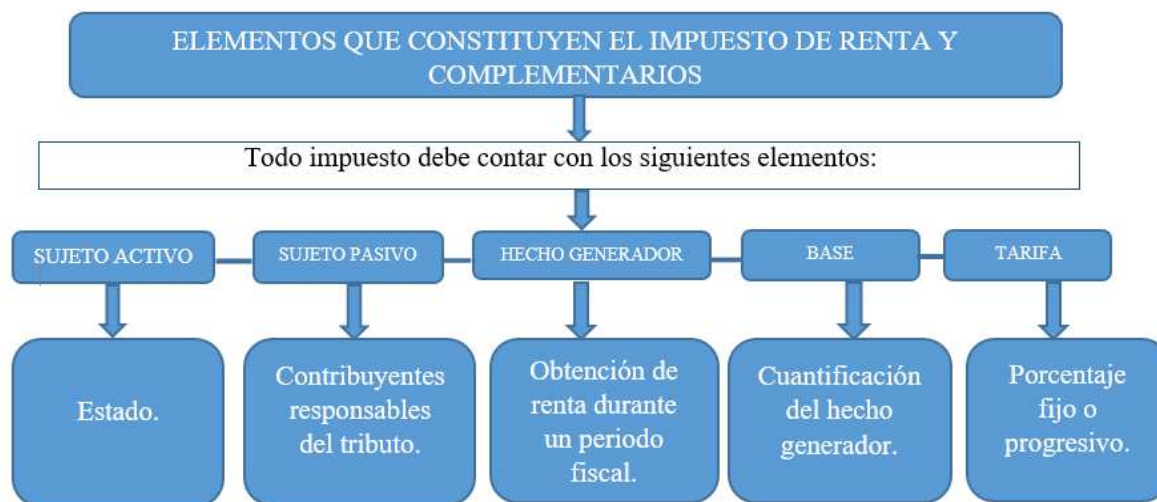 ELEMENTOS QUE CONSTITUYEN EL IMPUESTO DE RENTA Y
COMPLEMENTARIOS
Todo impuesto debe contar con los siguientes elementos:
SUJETO ACTIVO
SUJETO PASIVO
HECHO GENERADOR
BASE
TARIFA
Estado.
Contribuyentes
responsables
del tributo.
Obtención de
renta durante
un periodo
fiscal.
Cuantificación
del hecho
generador.
Porcentaje
fijo o
progresivo.